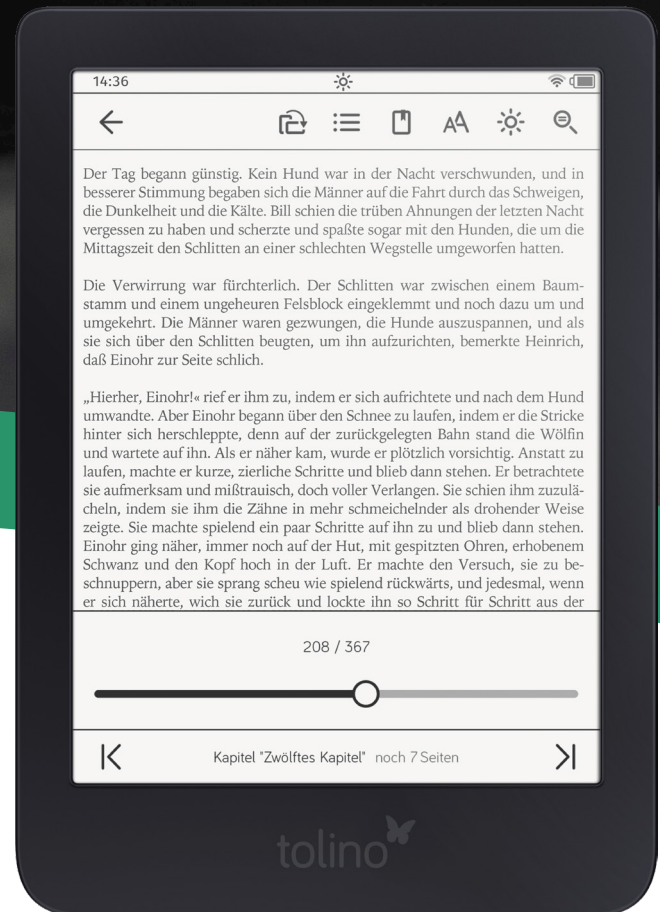 14:36
Der Tag begann günstig. Kein Hund war in der Nacht verschwunden, und in
besserer Stimmung begaben sich die Männer auf die Fahrt durch das Schweigen,
die Dunkelheit und die Kälte. Bill schien die trüben Ahnungen der letzten Nacht
vergessen zu haben und scherzte und spaßte sogar mit den Hunden, die um die
Mittagszeit den Schlitten an einer schlechten Wegstelle umgeworfen hatten.
Die Verwirrung war fürchterlich. Der Schlitten war zwischen einem Baum-
stamm und einem ungeheuren Felsblock eingeklemmt und noch dazu um und
umgekehrt. Die Männer waren gezwungen, die Hunde auszuspannen, und als
sie sich über den Schlitten beugten, um ihn aufzurichten, bemerkte Heinrich,
daß Einohr zur Seite schlich.
„Hierher, Einohr!« rief er ihm zu, indem er sich aufrichtete und nach dem Hund
umwandte. Aber Einohr begann über den Schnee zu laufen, indem er die Stricke
hinter sich herschleppte, denn auf der zurückgelegten Bahn stand die Wölfin
und wartete auf ihn. Als er näher kam, wurde er plötzlich vorsichtig. Anstatt zu
laufen, machte er kurze, zierliche Schritte und blieb dann stehen. Er betrachtete
sie aufmerksam und mißtrauisch, doch voller Verlangen. Sie schien ihm zuzulä-
cheln, indem sie ihm die Zähne in mehr schmeichelnder als drohender Weise
zeigte. Sie machte spielend ein paar Schritte auf ihn zu und blieb dann stehen.
Einohr ging näher, immer noch auf der Hut, mit gespitzten Ohren, erhobenem
Schwanz und den Kopf hoch in der Luft. Er machte den Versuch, sie zu be-
schnuppern, aber sie sprang scheu wie spielend rückwärts, und jedesmal, wenn
er sich näherte, wich sie zurück und lockte ihn so Schritt für Schritt aus der
208 / 367
Kapitel "Zwölftes Kapitel" noch 7 Seiten
tolino